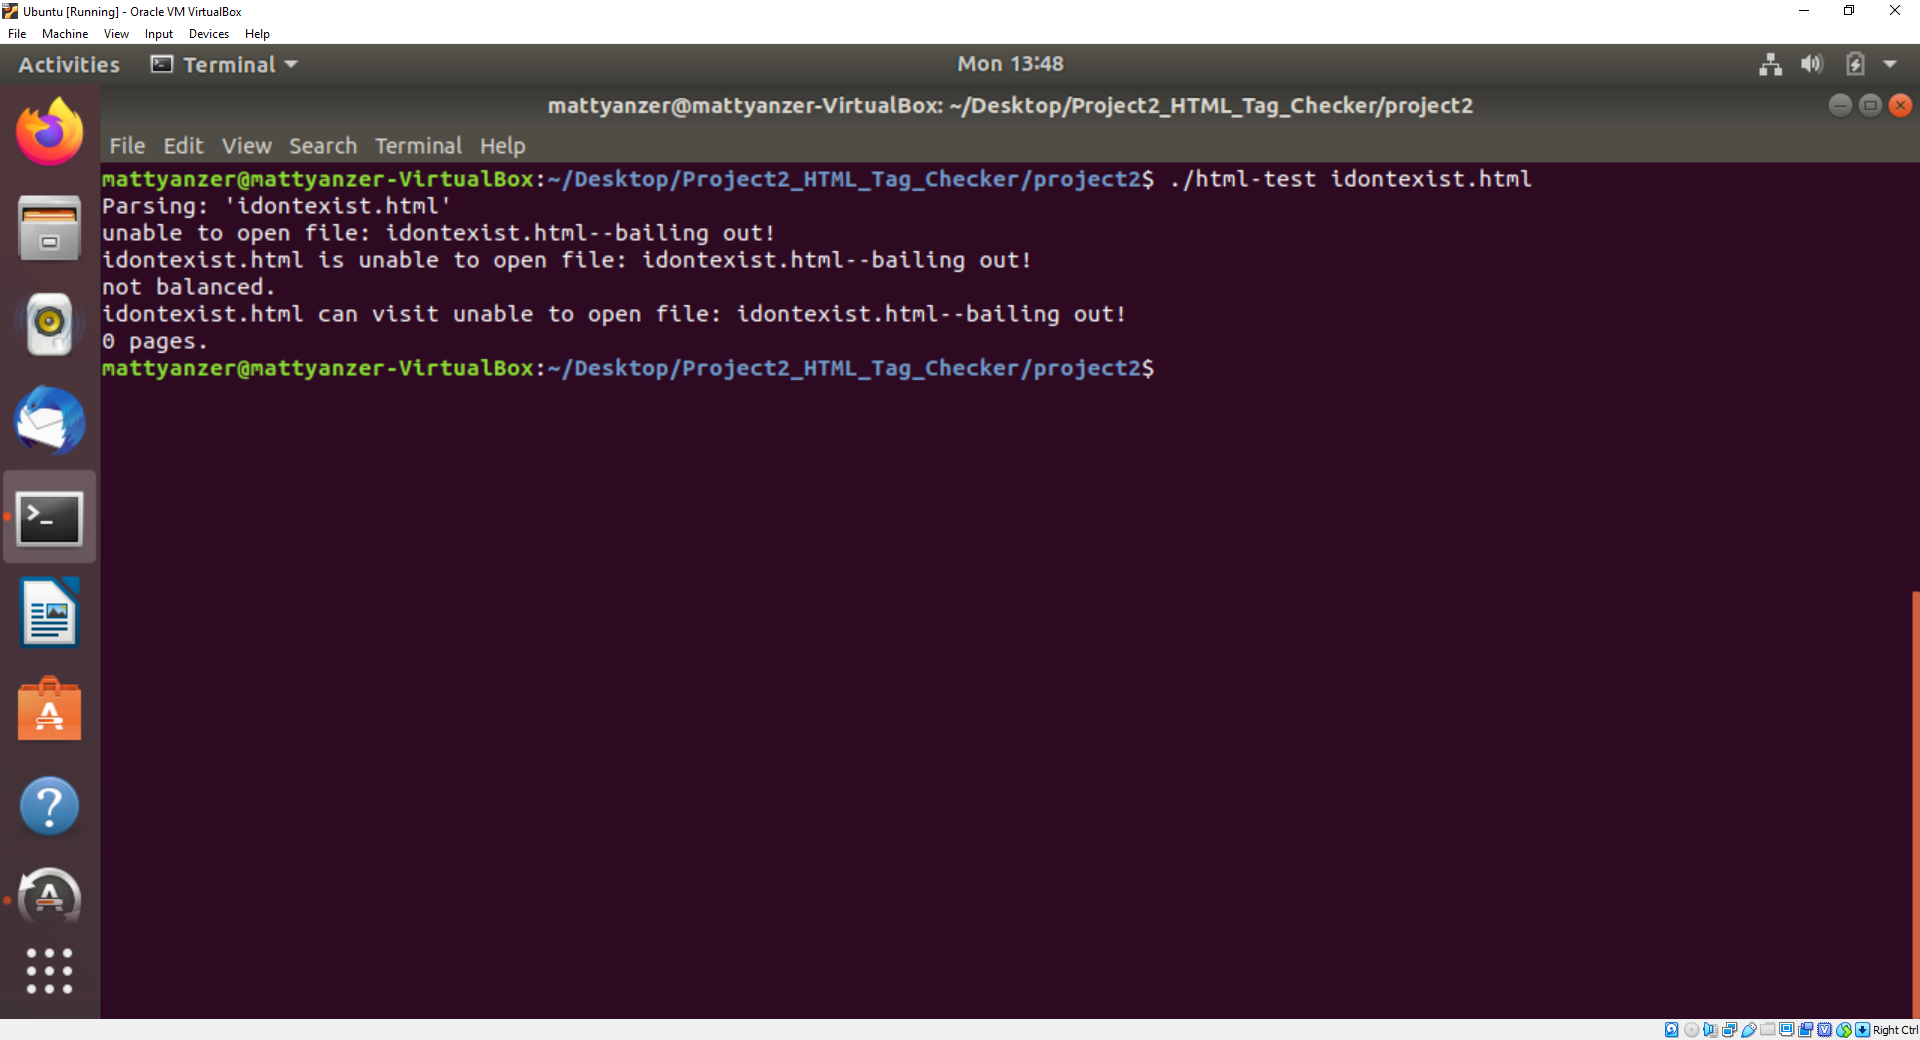 Ubuntu [Running] - Oracle VM VirtualBox
File Machine View Input Devices Help
Activities Terminal Mon 13:48
mattyanzer@mattyanzer-VirtualBox: ~/Desktop/Project2_HTML_Tag_Checker/project2
File Edit View Search Terminal Help
mattyanzer@mattyanzer-VirtualBox:~/Desktop/Project2_HTML_Tag_Checker/project2$ ./html-test idontexist.html
Parsing: 'idontexist.html'
unable to open file: idontexist.html--bailing out!
idontexist.html is unable to open file: idontexist.html--bailing out!
not balanced.
idontexist.html can visit unable to open file: idontexist.html--bailing out!
0 pages.
mattyanzer@mattyanzer-VirtualBox:~/Desktop/Project2_HTML_Tag_Checker/project2$
Right Ctrl